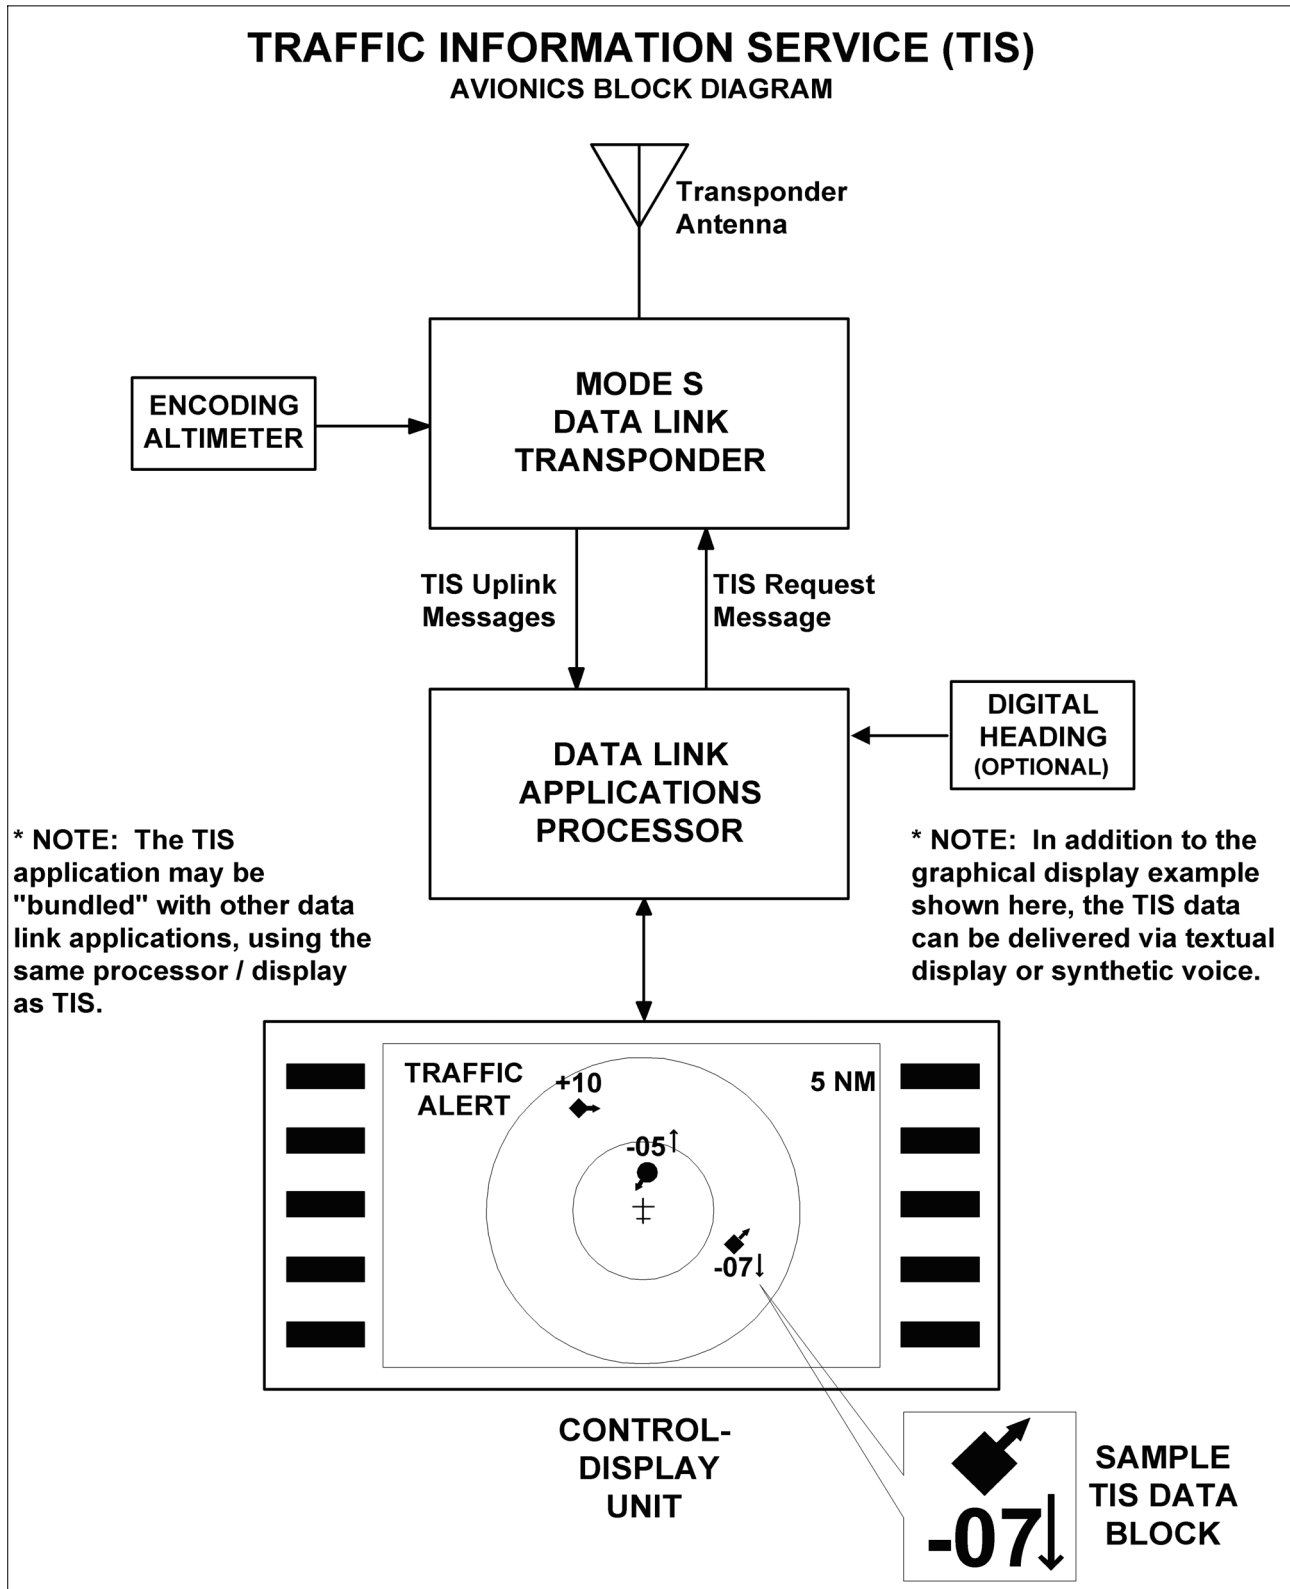 TRAFFIC INFORMATION SERVICE (TIS)
AVIONICS BLOCK DIAGRAM
Transponder
Antenna
MODE S
DATA LINK
TRANSPONDER
ENCODING
ALTIMETER
TIS Uplink
Messages
TIS Request
Message
DATA LINK
APPLICATIONS
PROCESSOR
DIGITAL
HEADING
(OPTIONAL)
* NOTE:  The TIS
application may be
"bundled" with other data
link applications, using the
same processor / display
as TIS.
* NOTE:  In addition to the
graphical display example
shown here, the TIS data
can be delivered via textual
display or synthetic voice.
TRAFFIC
ALERT
+10
5 NM
-05↑
-07↓
CONTROL-
DISPLAY
UNIT
-07↓
SAMPLE
TIS DATA
BLOCK